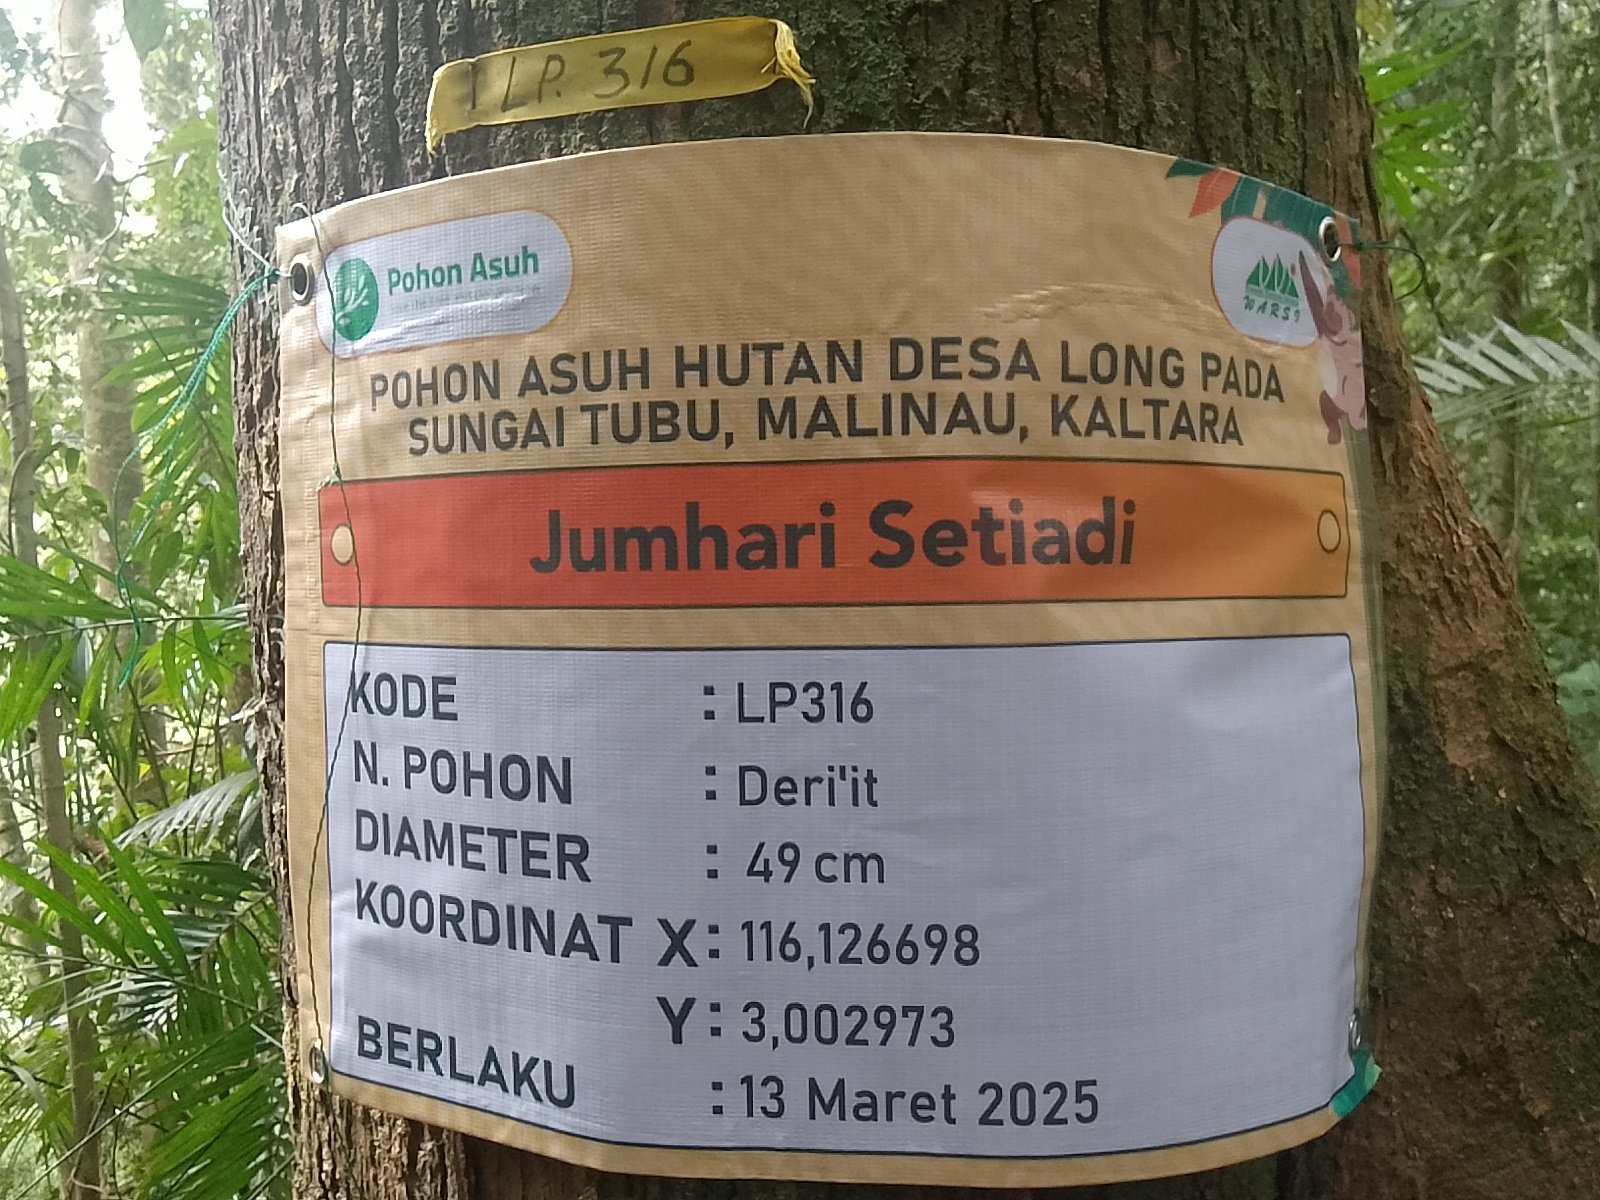 LP. 316
Pohon Asuh
WARSI
POHON ASUH HUTAN DESA LONG PADA
SUNGAI TUBU, MALINAU, KALTARA
Jumhari Setiadi
KODE : LP316
N. POHON : Deri'it
DIAMETER : 49 cm
KOORDINAT X : 116,126698
Y : 3,002973
BERLAKU : 13 Maret 2025